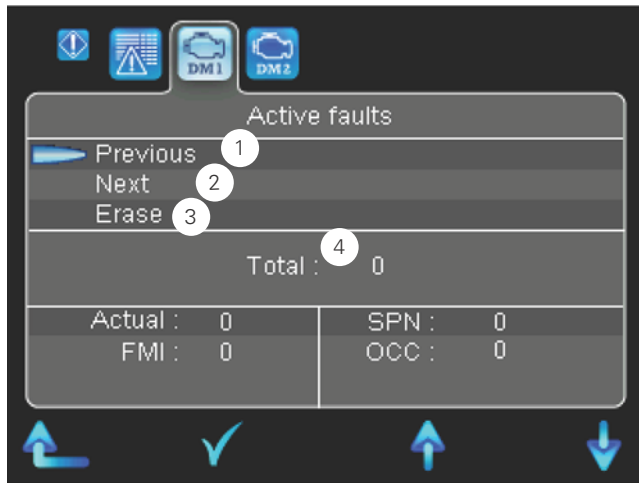 DM1 DM2
Active faults
Previous 1
Next 2
Erase 3
Total : 4 0
Actual : 0 SPN : 0
FMI : 0 OCC : 0